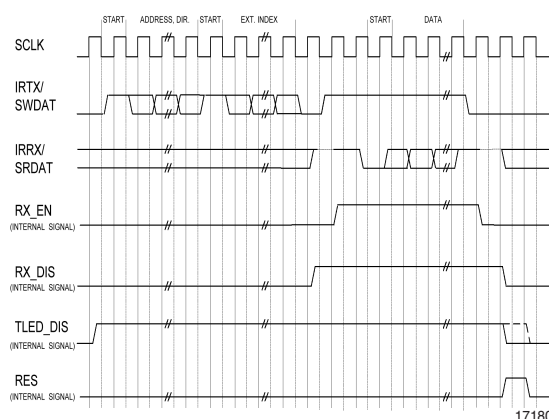 START ADDRESS, DIR. START EXT. INDEX START DATA
SCLK
IRTX/
SWDAT
IRRX/
SRDAT
RX_EN
(INTERNAL SIGNAL)
RX_DIS
(INTERNAL SIGNAL)
TLED_DIS
(INTERNAL SIGNAL)
RES
(INTERNAL SIGNAL)
17180